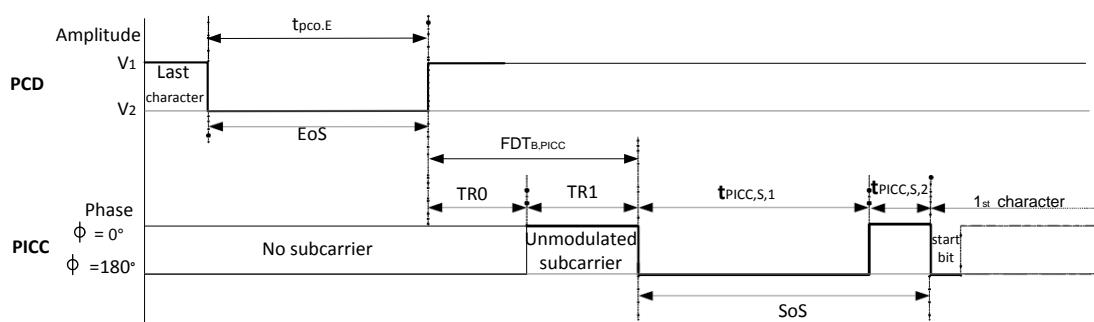 Amplitude
tpco.E
V1
Last
character
PCD
V2
EoS
FDTB,PICC
TR0
TR1
tPICC,S,1
tPICC,S,2
1st character
Phase
PICC
ϕ = 0°
ϕ =180°
No subcarrier
Unmodulated
subcarrier
start
bit
SoS